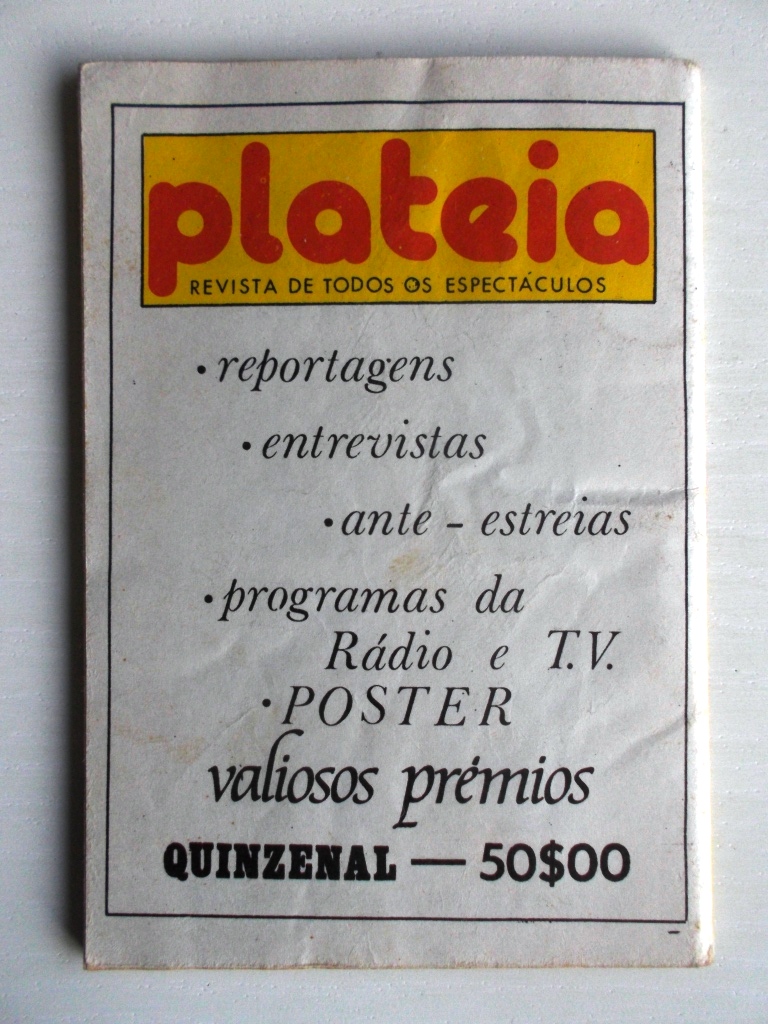 plateia
REVISTA DE TODOS OS ESPECTÁCULOS
• reportagens
• entrevistas
• ante - estreias
• programas da
Rádio e T.V.
• POSTER
valiosos prémios
QUINZENAL — 50$00